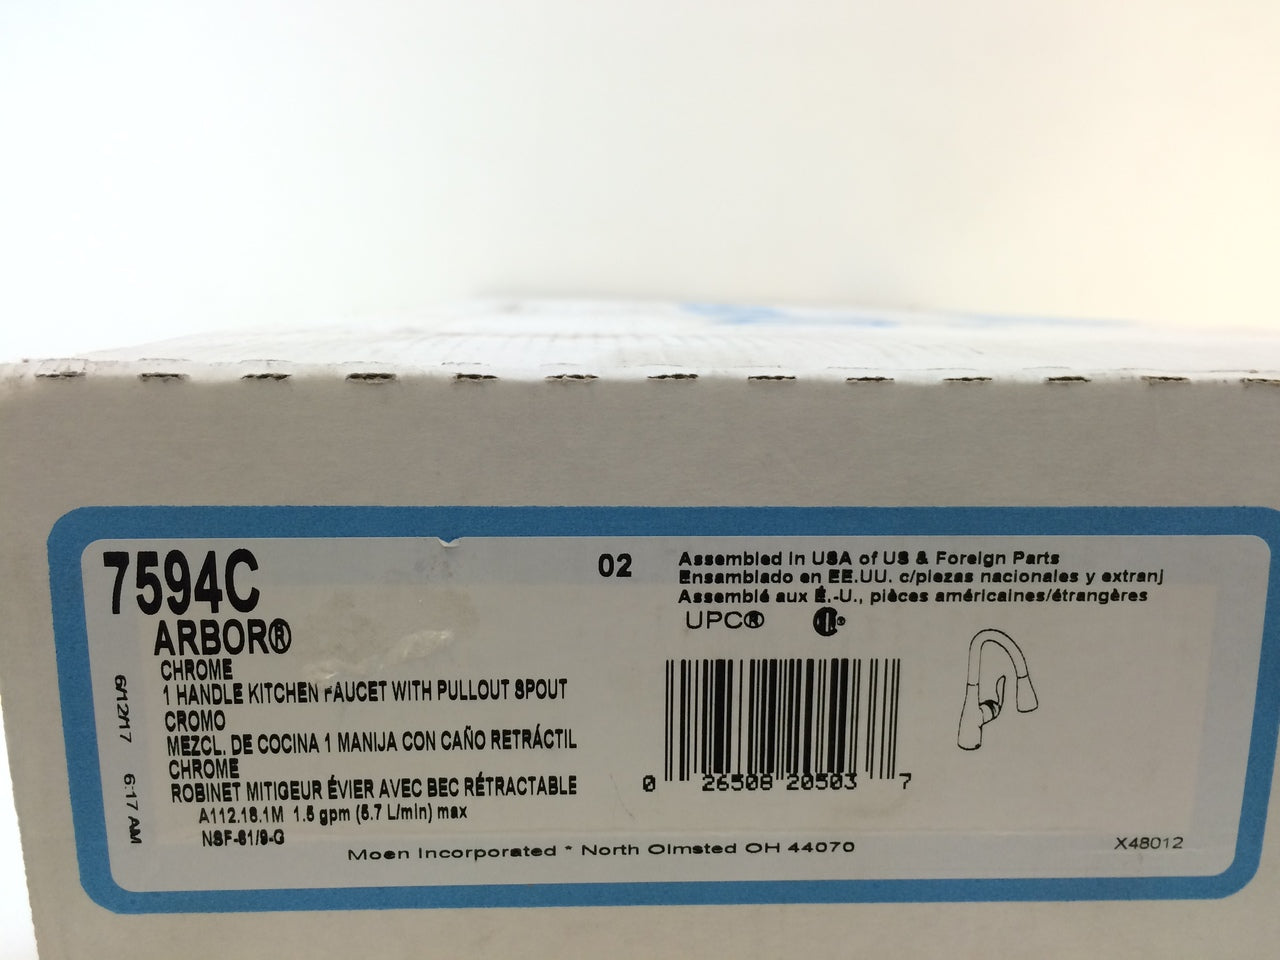 7594C
ARBOR®
CHROME
1 HANDLE KITCHEN FAUCET WITH PULLOUT SPOUT
CROMO
MEZCL. DE COCINA 1 MANIJA CON CAÑO RETRÁCTIL
CHROME
ROBINET MITIGEUR ÉVIER AVEC BEC RÉTRACTABLE
A112.18.1M 1.5 gpm (5.7 L/min) max
NSF-61/9-G
6/12/17 6:17 AM
02
Assembled in USA of US & Foreign Parts
Ensamblado en EE.UU. c/piezas nacionales y extranj
Assemblé aux É.-U., pièces américaines/étrangères
UPC®
0 26508 20503 7
Moen Incorporated * North Olmsted OH 44070
X48012